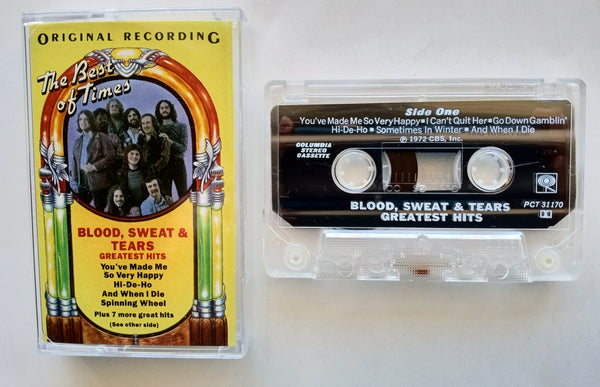 ORIGINAL RECORDING
The Best
of Times
BLOOD, SWEAT &
TEARS
GREATEST HITS
You've Made Me
So Very Happy
Hi-De-Ho
And When I Die
Spinning Wheel
Plus 7 more great hits
(See other side)
Side One
You've Made Me So Very Happy■I Can't Quit Her■Go Down Gamblin'
Hi-De-Ho ■ Sometimes In Winter ■ And When I Die
℗ 1972 CBS, Inc.
COLUMBIA
STEREO
CASSETTE
BLOOD, SWEAT & TEARS
GREATEST HITS
PCT 31170